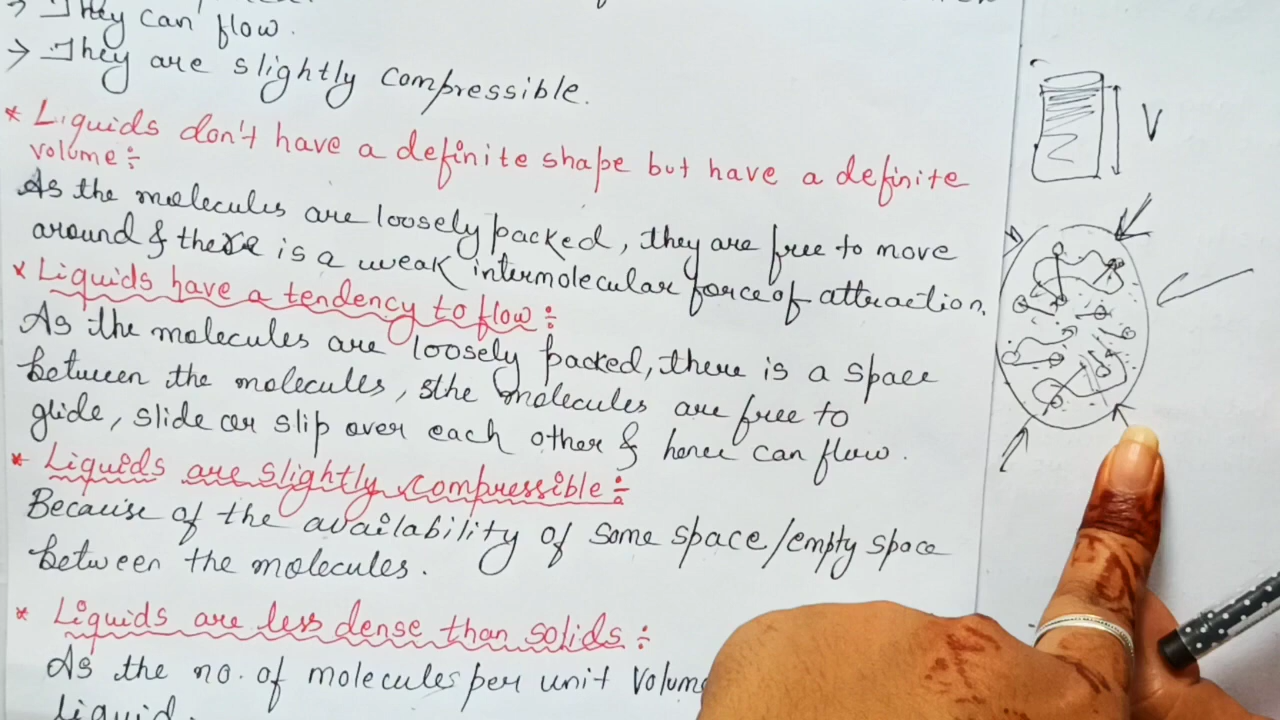 → They can flow.
→ They are slightly compressible.
* Liquids don't have a definite shape but have a definite
volume:
As the molecules are loosely packed, they are free to move
around & there is a weak intermolecular force of attraction.
* Liquids have a tendency to flow:
As the molecules are loosely packed, there is a space
between the molecules, sthe molecules are free to
glide, slide or slip over each other & hence can flow.
* Liquids are slightly compressible:
Because of the availability of some space/empty space
between the molecules.
* Liquids are less dense than solids:
As the no. of molecules per unit volume
liquid.
V